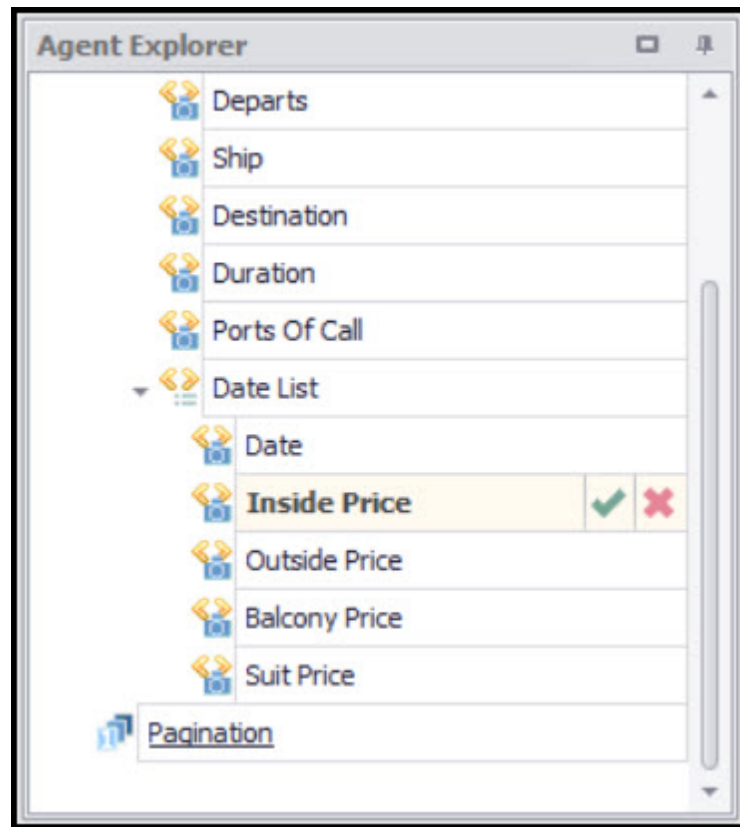 Agent Explorer
Departs
Ship
Destination
Duration
Ports Of Call
Date List
Date
Inside Price
Outside Price
Balcony Price
Suit Price
Pagination